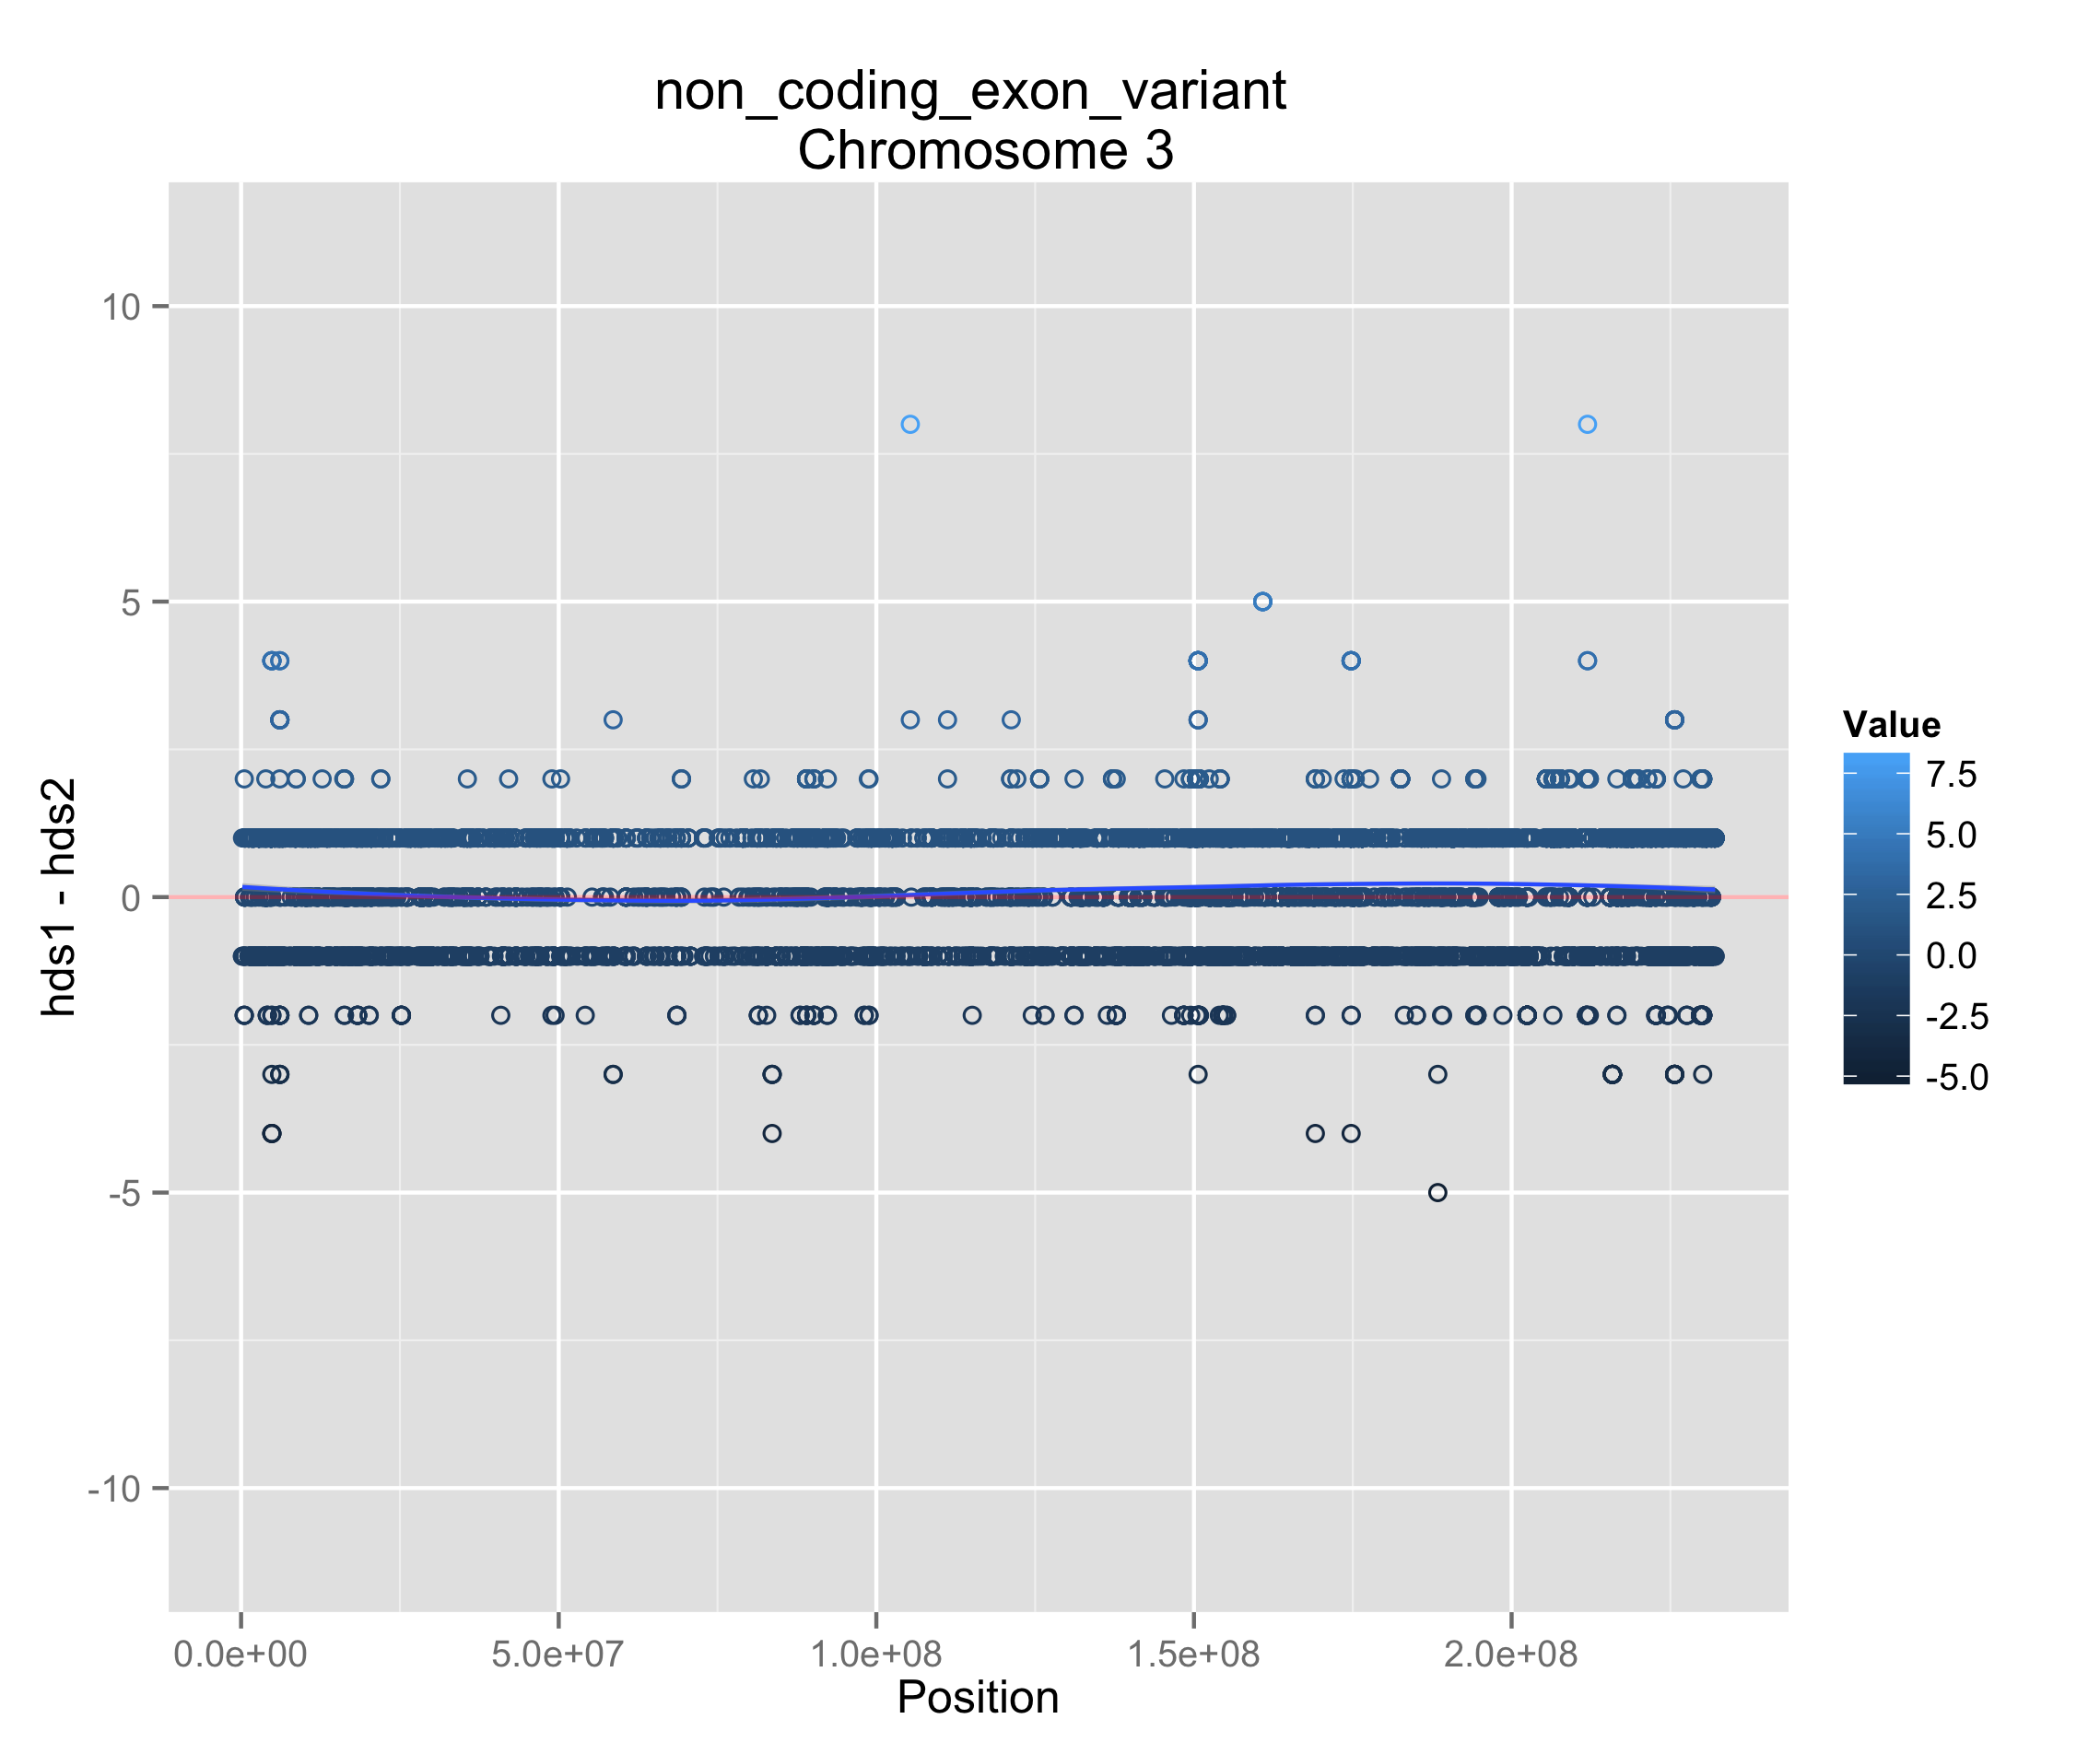 non_coding_exon_variant
Chromosome 3
10
5
0
-5
-10
hds1 - hds2
0.0e+00
5.0e+07
1.0e+08
1.5e+08
2.0e+08
Position
Value
7.5
5.0
2.5
0.0
-2.5
-5.0